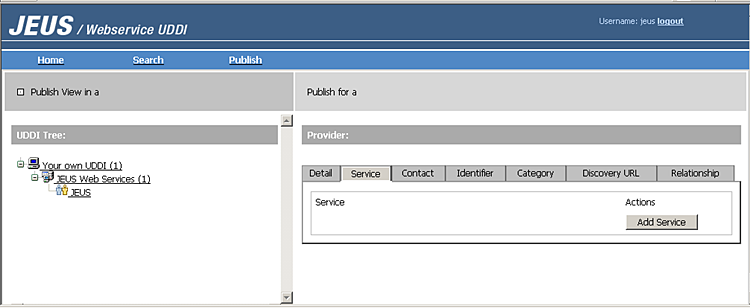 JEUS / Webservice UDDI
Username: jeus logout
Home Search Publish
Publish View in a
Publish for a
UDDI Tree:
Your own UDDI (1)
JEUS Web Services (1)
JEUS
Provider:
Detail Service Contact Identifier Category Discovery URL Relationship
Service Actions
Add Service